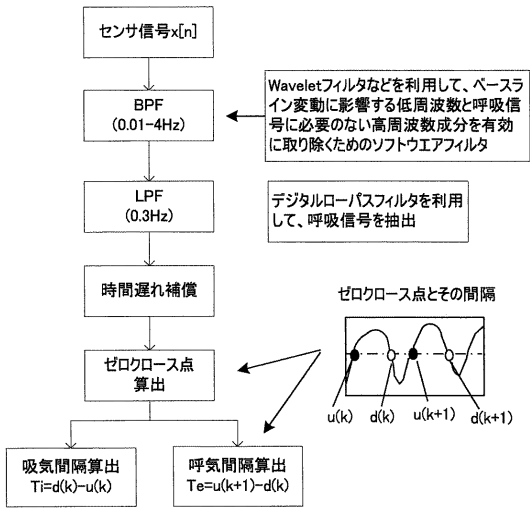 センサ信号x[n]
BPF
(0.01-4Hz)
Waveletフィルタなどを利用して、ベースラ
イン変動に影響する低周波数と呼吸信
号に必要のない高周波数成分を有効
に取り除くためのソフトウエアフィルタ
LPF
(0.3Hz)
デジタルローパスフィルタを利用
して、呼吸信号を抽出
時間遅れ補償
ゼロクロース点とその間隔
ゼロクロース点
算出
u(k) d(k) u(k+1) d(k+1)
吸気間隔算出
Ti=d(k)-u(k)
呼気間隔算出
Te=u(k+1)-d(k)